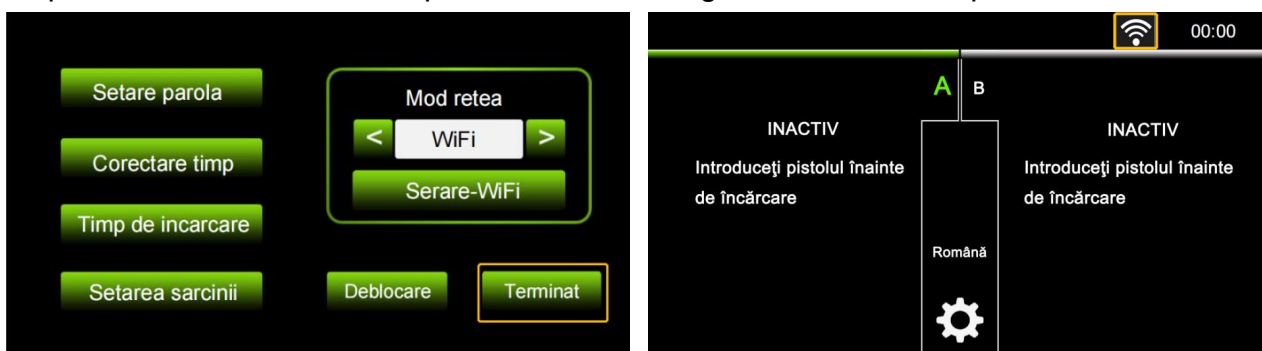 Setare parola
Corectare timp
Timp de incarcare
Setarea sarcinii
Mod retea
< WiFi >
Serare-WiFi
Deblocare
Terminat
00:00
A B
INACTIV
Introduceţi pistolul înainte
de încărcare
Română
INACTIV
Introduceţi pistolul înainte
de încărcare